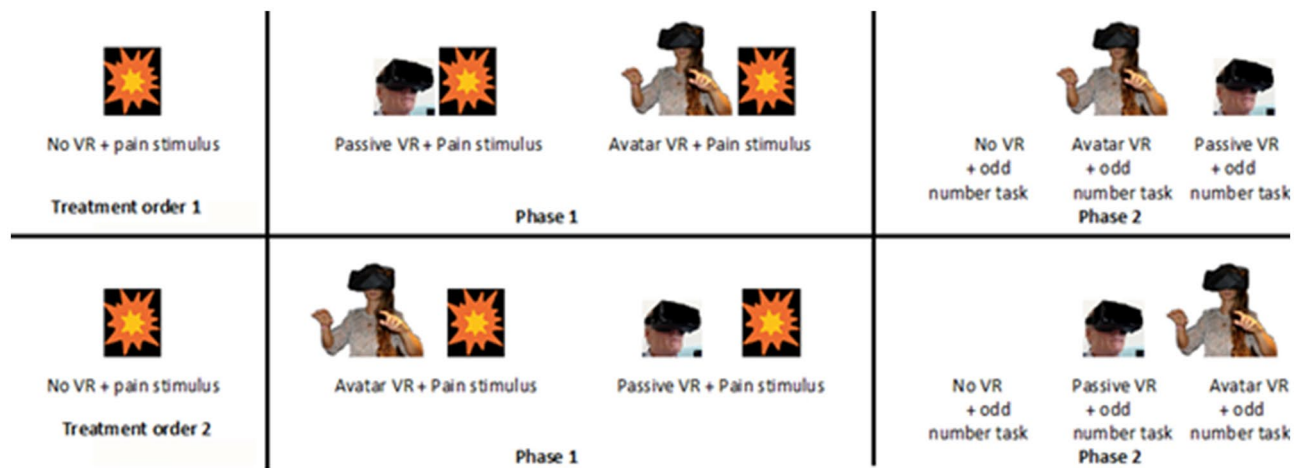 No VR + pain stimulus
Treatment order 1
Passive VR + Pain stimulus
Avatar VR + Pain stimulus
Phase 1
No VR
+ odd
number task
Avatar VR
+ odd
number task
Passive VR
+ odd
number task
Phase 2
No VR + pain stimulus
Treatment order 2
Avatar VR + Pain stimulus
Passive VR + Pain stimulus
Phase 1
No VR
+ odd
number task
Passive VR
+ odd
number task
Avatar VR
+ odd
number task
Phase 2